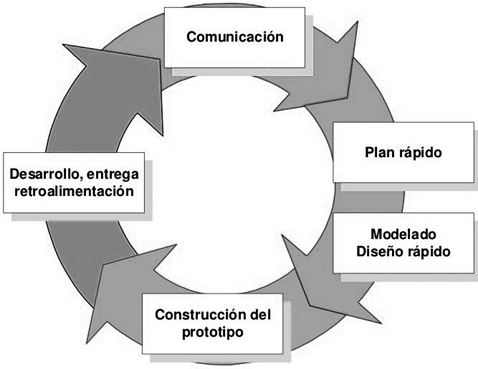 Comunicación
Plan rápido
Modelado
Diseño rápido
Construcción del
prototipo
Desarrollo, entrega
retroalimentación